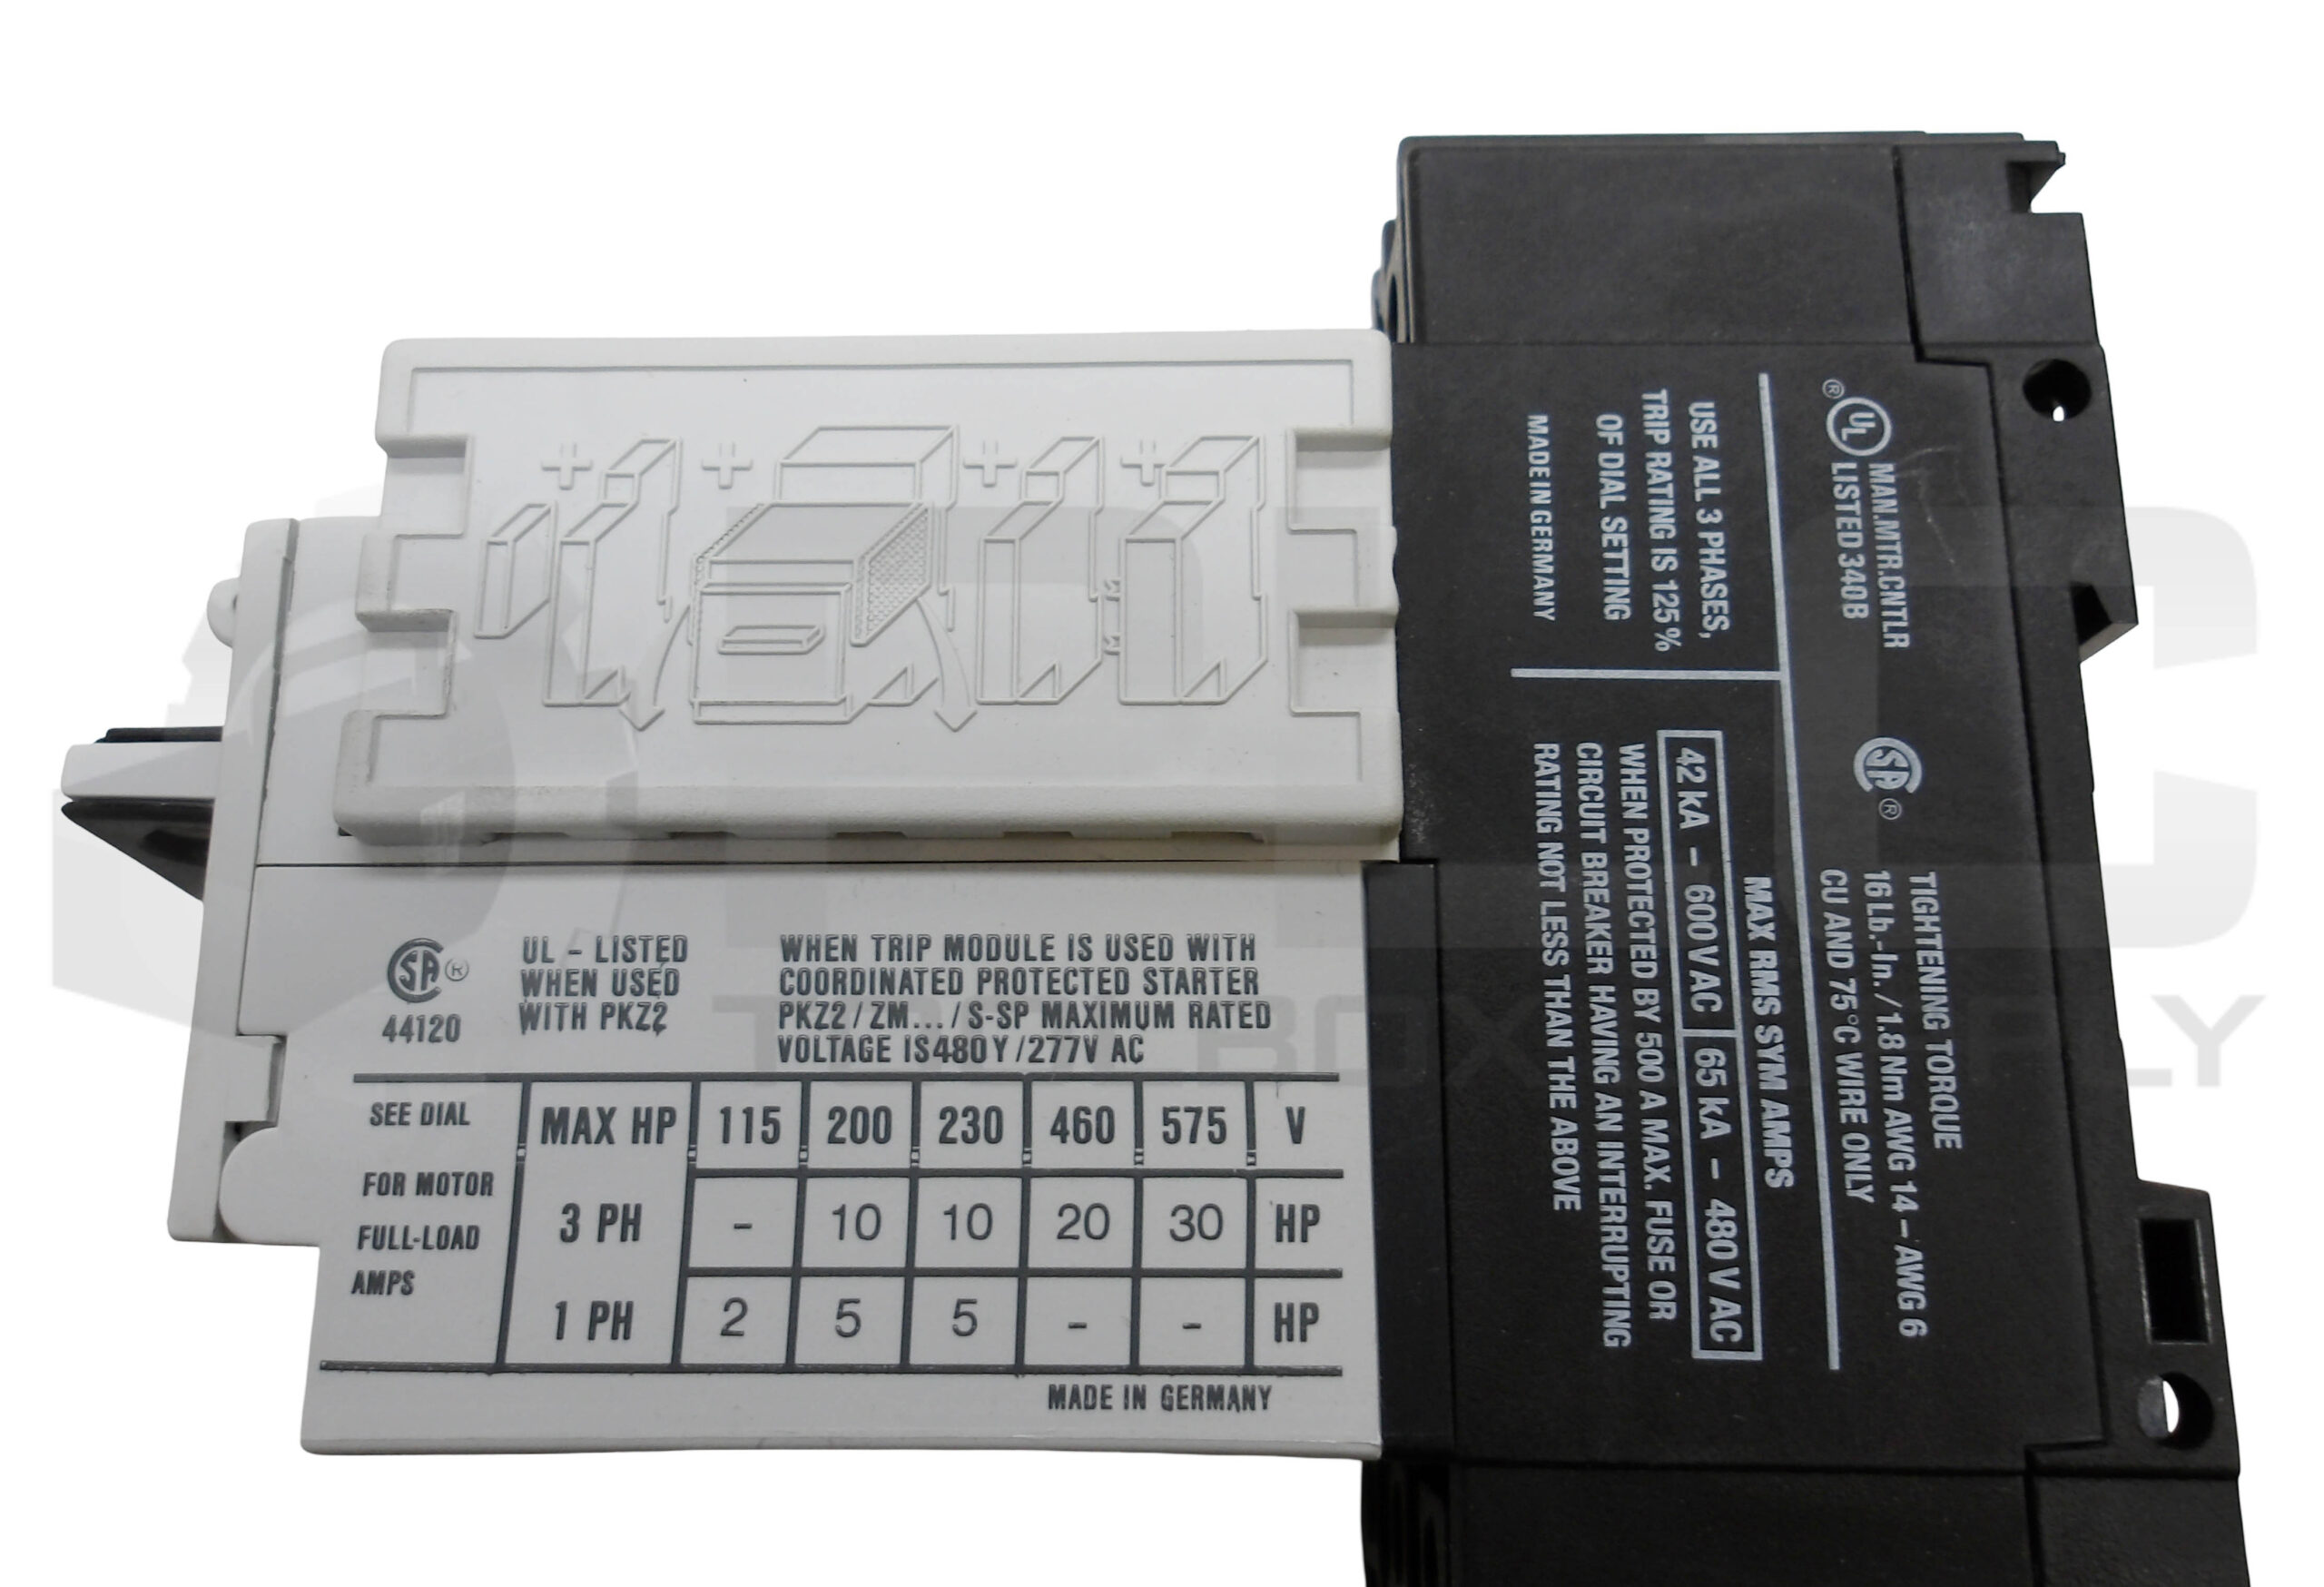 CSA ®
44120
UL - LISTED
WHEN USED
WITH PKZ2
WHEN TRIP MODULE IS USED WITH
COORDINATED PROTECTED STARTER
PKZ2/ZM.../S-SP MAXIMUM RATED
VOLTAGE IS 480Y/277V AC
SEE DIAL
FOR MOTOR
FULL-LOAD
AMPS
MAX HP 115 200 230 460 575 V
3 PH - 10 10 20 30 HP
1 PH 2 5 5 - - HP
MADE IN GERMANY
UL ®
MAN.MTR.CNTLR
LISTED 340B
SA ®
TIGHTENING TORQUE
16 Lb.-In./1.8 Nm AWG 14 - AWG 6
CU AND 75°C WIRE ONLY
USE ALL 3 PHASES,
TRIP RATING IS 125%
OF DIAL SETTING
MADE IN GERMANY
MAX RMS SYM AMPS
42 kA - 600 V AC 65 kA - 480 V AC
WHEN PROTECTED BY 500 A MAX. FUSE OR
CIRCUIT BREAKER HAVING AN INTERRUPTING
RATING NOT LESS THAN THE ABOVE